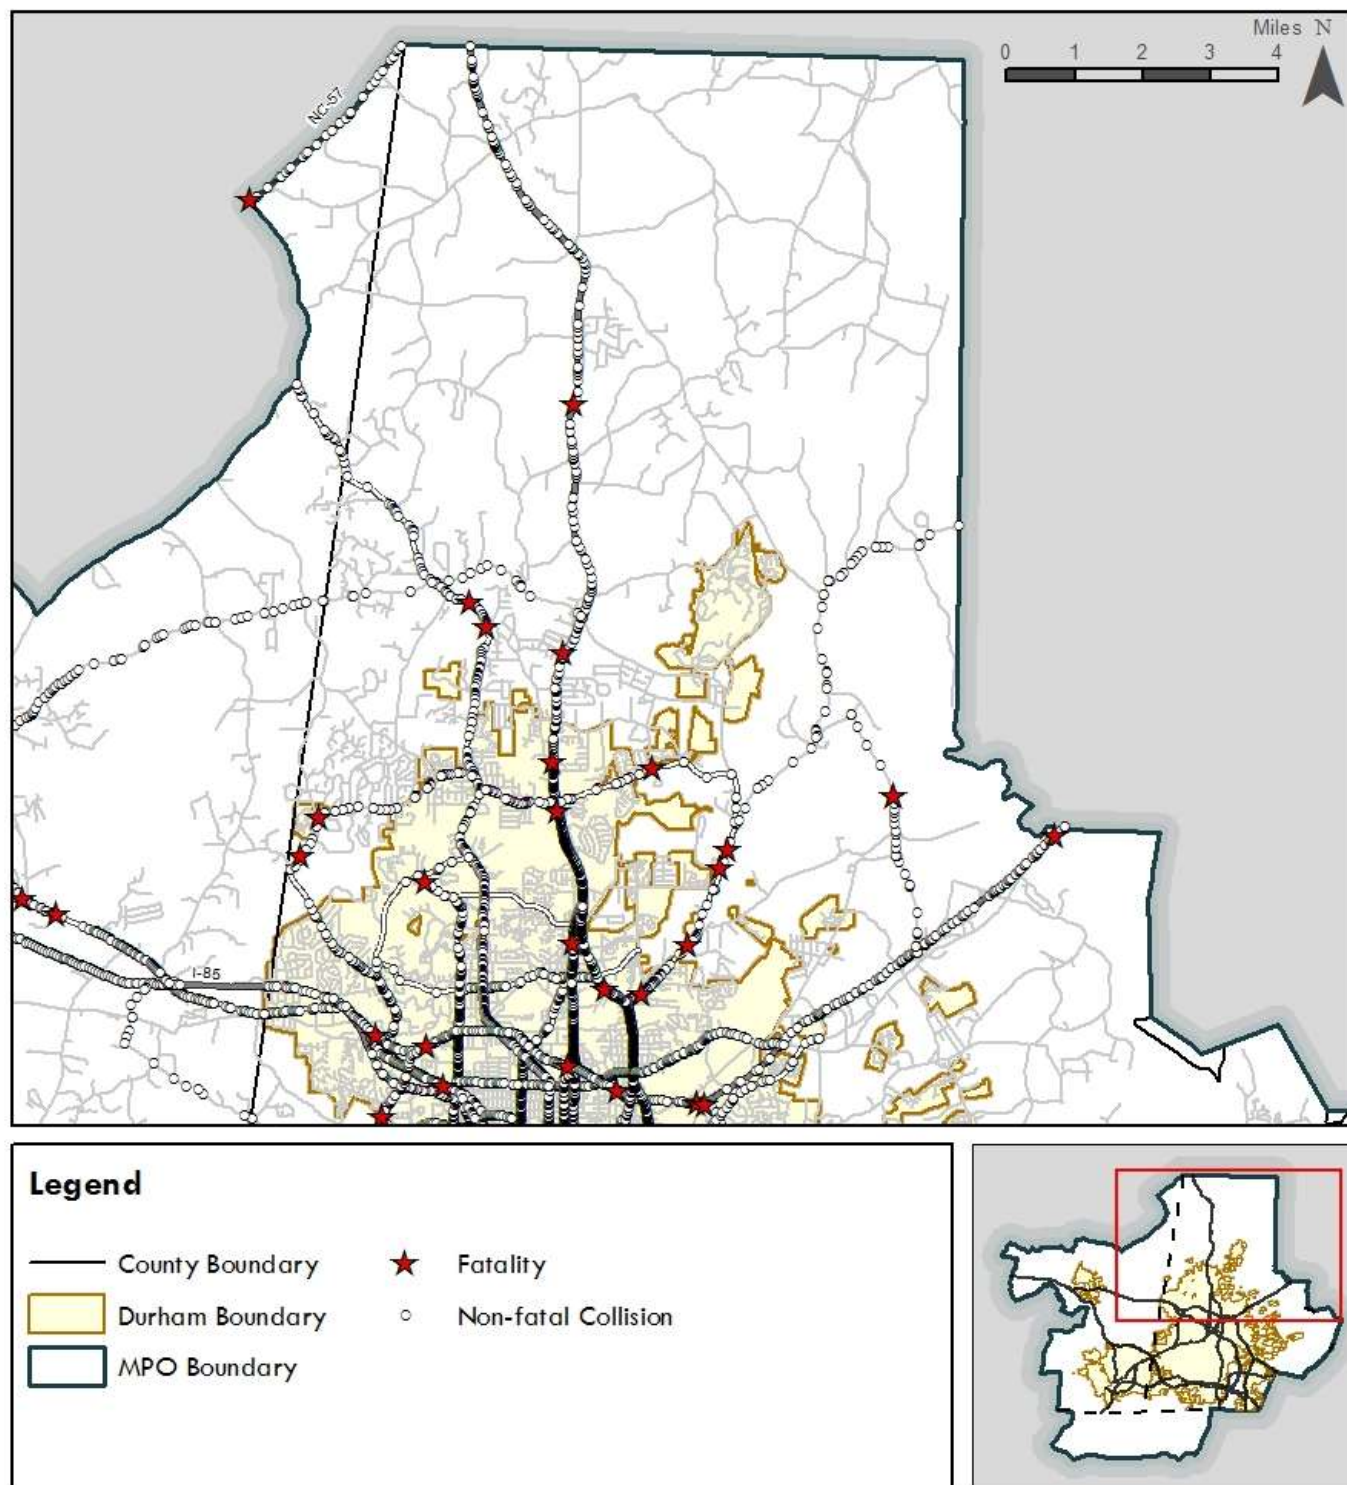 Miles N
0 1 2 3 4
NC-57
I-85
Legend
County Boundary
Fatality
Durham Boundary
Non-fatal Collision
MPO Boundary